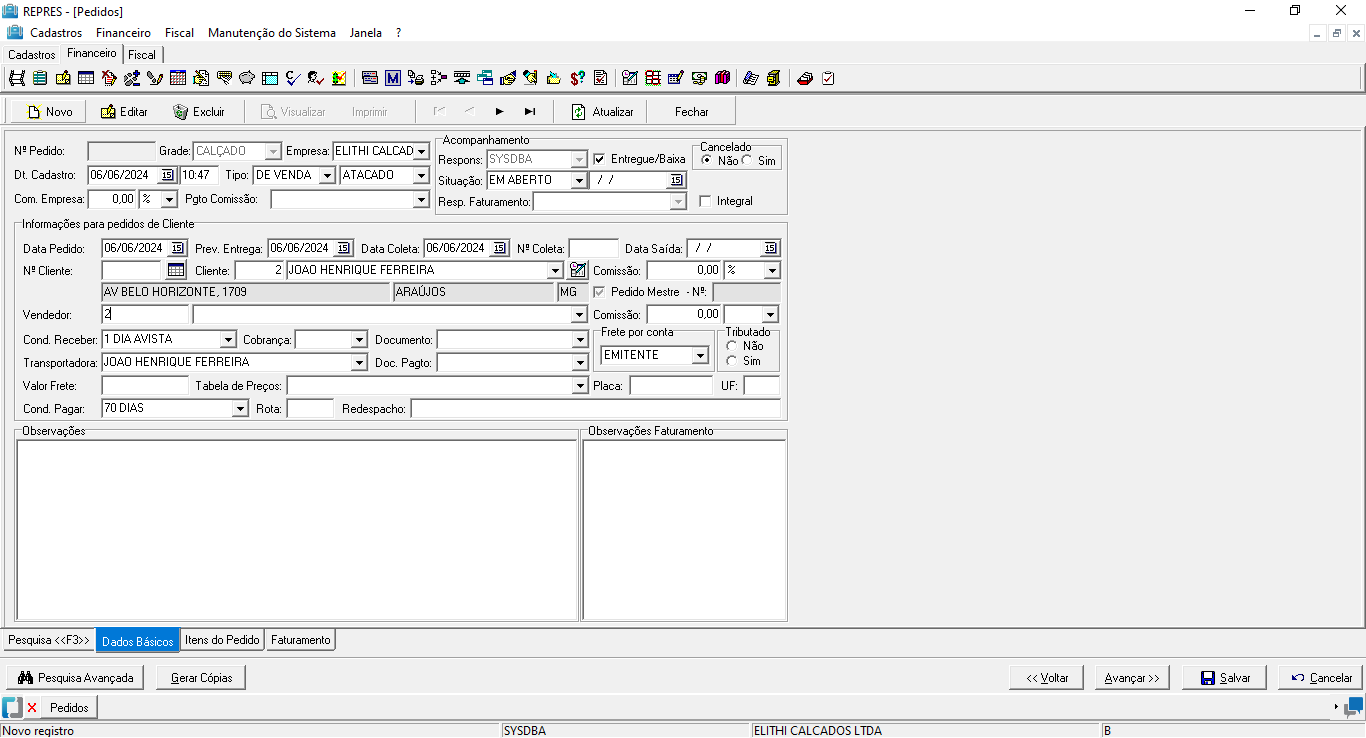 REPRES - [Pedidos]
Cadastros Financeiro Fiscal Manutenção do Sistema Janela ?
Cadastros Financeiro Fiscal
Novo Editar Excluir Visualizar Imprimir Atualizar Fechar
Nº Pedido: Grade: CALÇADO Empresa: ELITHI CALCAD
Acompanhamento
Respons: SYSDBA Entregue/Baixa
Cancelado
Não Sim
Dt. Cadastro: 06/06/2024 15 10:47 Tipo: DE VENDA ATACADO
Situação: EM ABERTO / / 15
Com. Empresa: 0,00 % Pgto Comissão:
Resp. Faturamento: Integral
Informações para pedidos de Cliente
Data Pedido: 06/06/2024 15 Prev. Entrega: 06/06/2024 15 Data Coleta: 06/06/2024 15 Nº Coleta: Data Saída: / / 15
Nº Cliente: Cliente: 2 JOAO HENRIQUE FERREIRA Comissão: 0,00 %
AV BELO HORIZONTE, 1709 ARAÚJOS MG Pedido Mestre - Nº:
Vendedor: 2 Comissão: 0,00
Cond. Receber: 1 DIA AVISTA Cobrança: Documento:
Frete por conta
EMITENTE
Tributado
Não
Sim
Transportadora: JOAO HENRIQUE FERREIRA Doc. Pagto:
Valor Frete: Tabela de Preços: Placa: UF:
Cond. Pagar: 70 DIAS Rota: Redespacho:
Observações Observações Faturamento
Pesquisa <<F3>> Dados Básicos Itens do Pedido Faturamento
Pesquisa Avançada Gerar Cópias << Voltar Avançar >> Salvar Cancelar
Pedidos
Novo registro SYSDBA ELITHI CALCADOS LTDA B